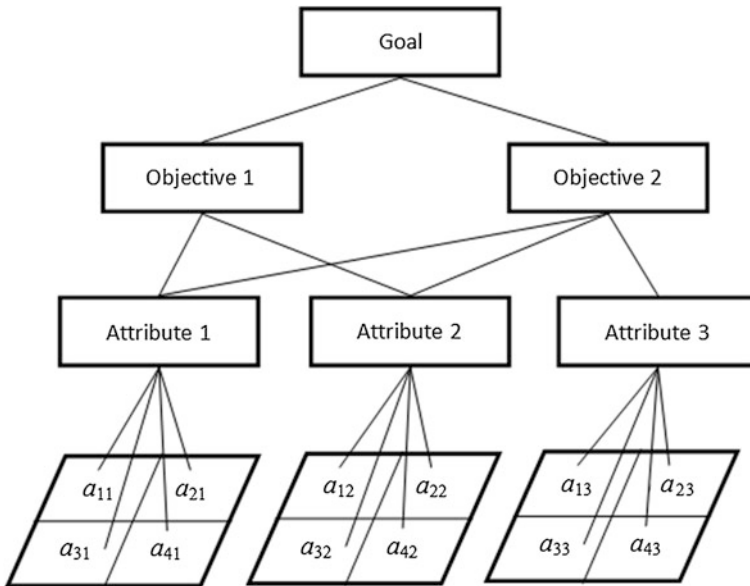 Goal
Objective 1 Objective 2
Attribute 1 Attribute 2 Attribute 3
a₁₁ a₂₁ a₁₂ a₂₂ a₁₃ a₂₃
a₃₁ a₄₁ a₃₂ a₄₂ a₃₃ a₄₃